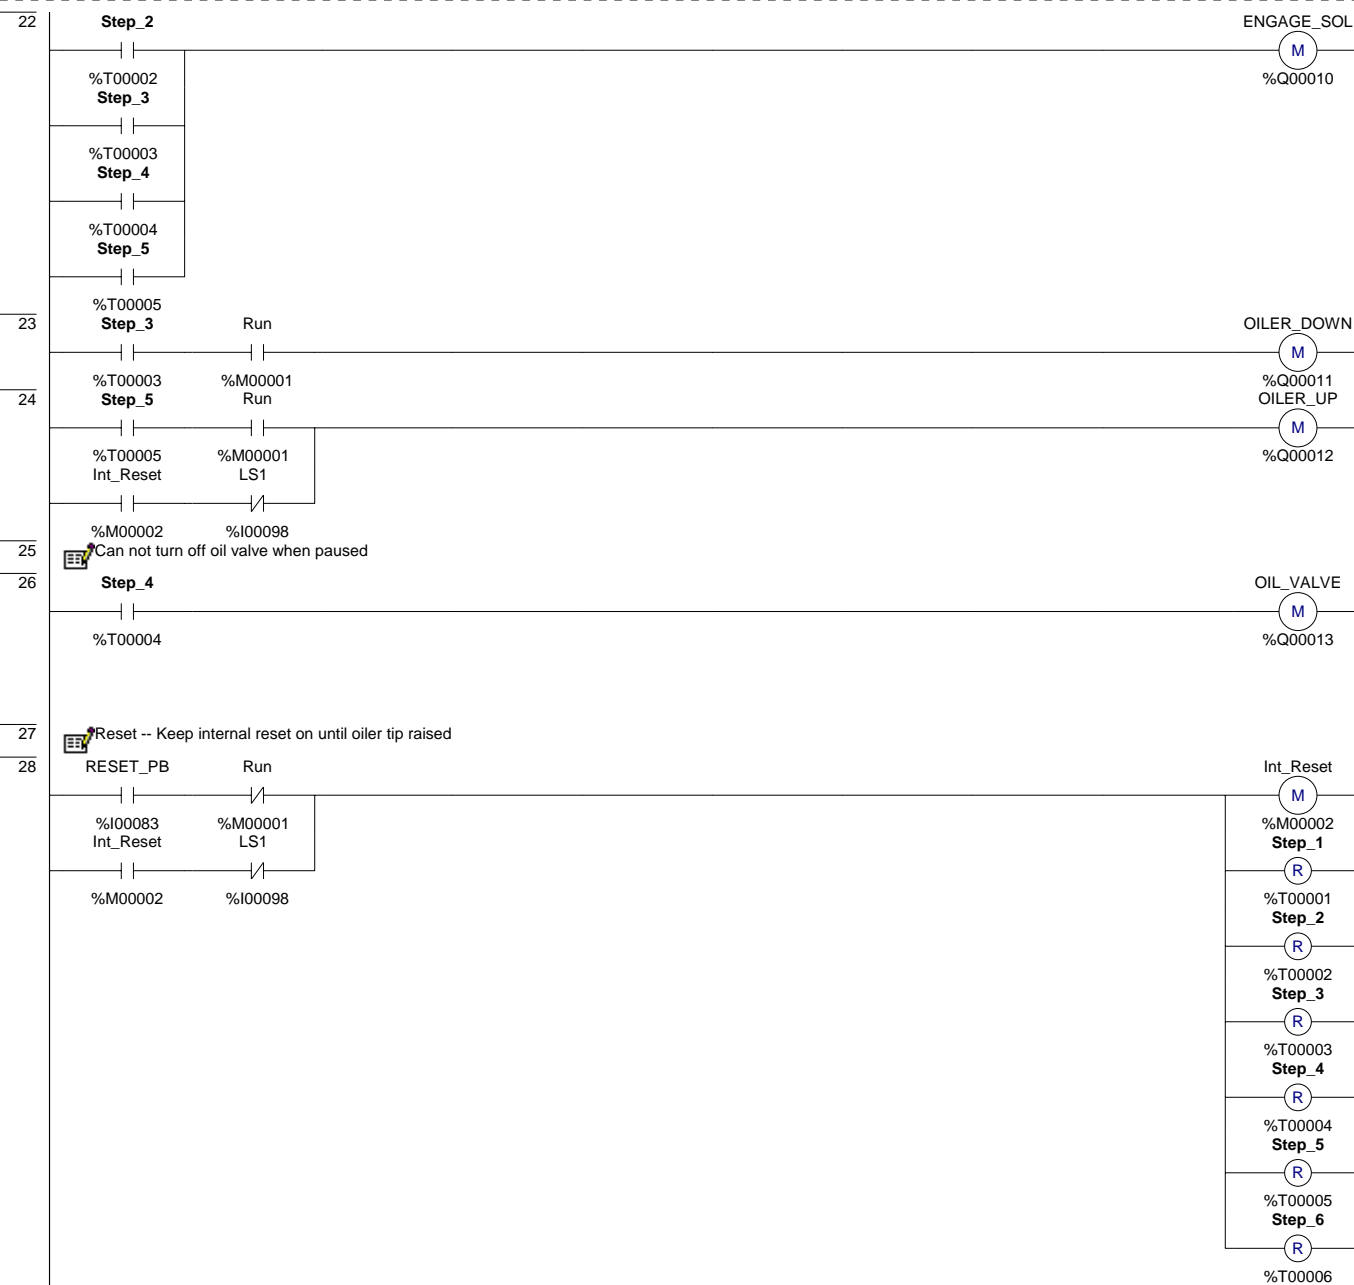 22 Step_2 ENGAGE_SOL
M
%T00002 %Q00010
Step_3
%T00003
Step_4
%T00004
Step_5
%T00005
23 Step_3 Run OILER_DOWN
M
%T00003 %M00001 %Q00011
24 Step_5 Run OILER_UP
M
%T00005 %M00001 %Q00012
Int_Reset LS1
%M00002 %I00098
25 Can not turn off oil valve when paused
26 Step_4 OIL_VALVE
M
%T00004 %Q00013
27 Reset -- Keep internal reset on until oiler tip raised
28 RESET_PB Run Int_Reset
M
%I00083 %M00001 %M00002
Int_Reset LS1 Step_1
R
%M00002 %I00098 %T00001
Step_2
R
%T00002
Step_3
R
%T00003
Step_4
R
%T00004
Step_5
R
%T00005
Step_6
R
%T00006